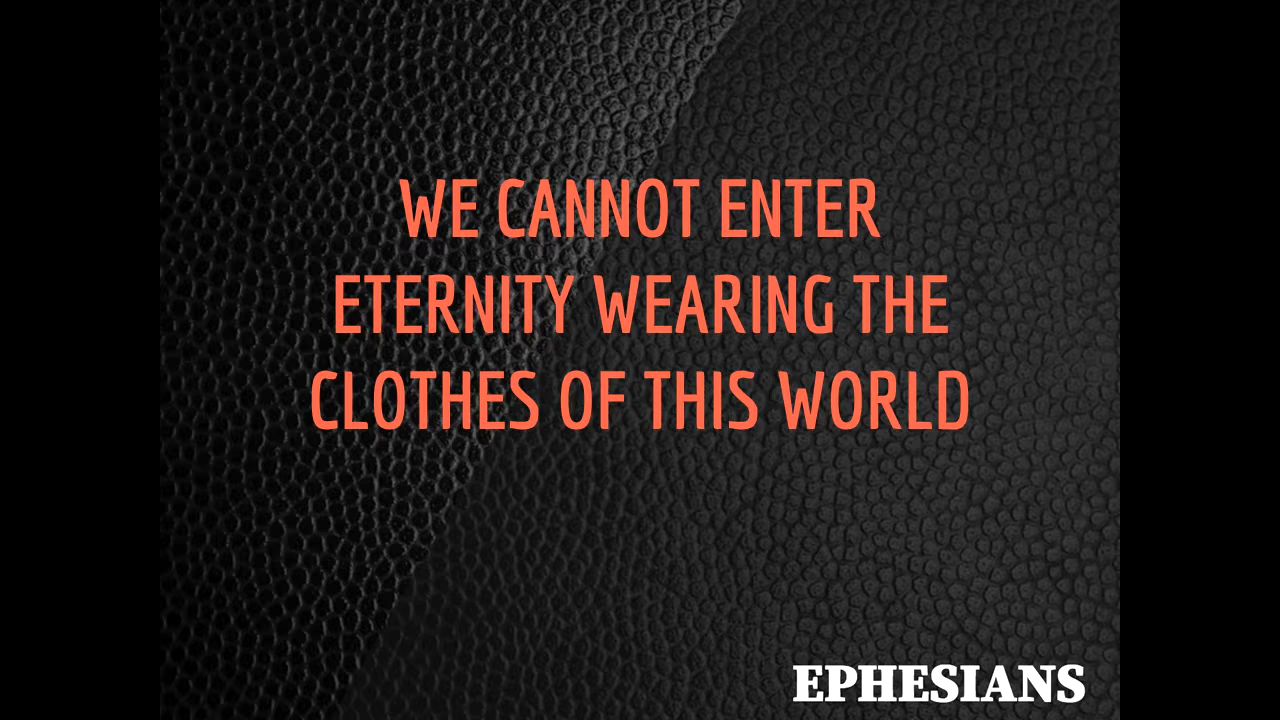 WE CANNOT ENTER
ETERNITY WEARING THE
CLOTHES OF THIS WORLD
EPHESIANS